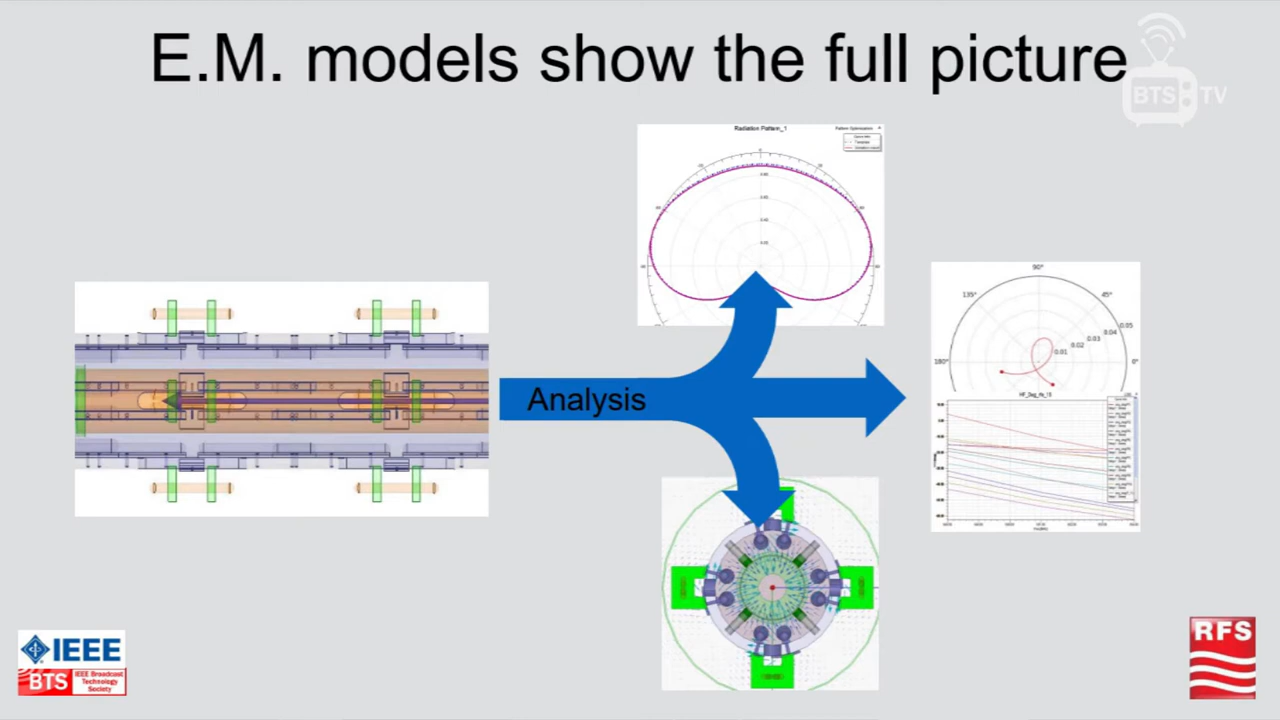 E.M. models show the full picture
BTS TV
Radiation Pattern_1
Analysis
90°
135°
45°
0.05
0.04
0.03
0.02
0.01
180°
0°
IEEE
BTS
IEEE Broadcast
Technology
Society
RFS